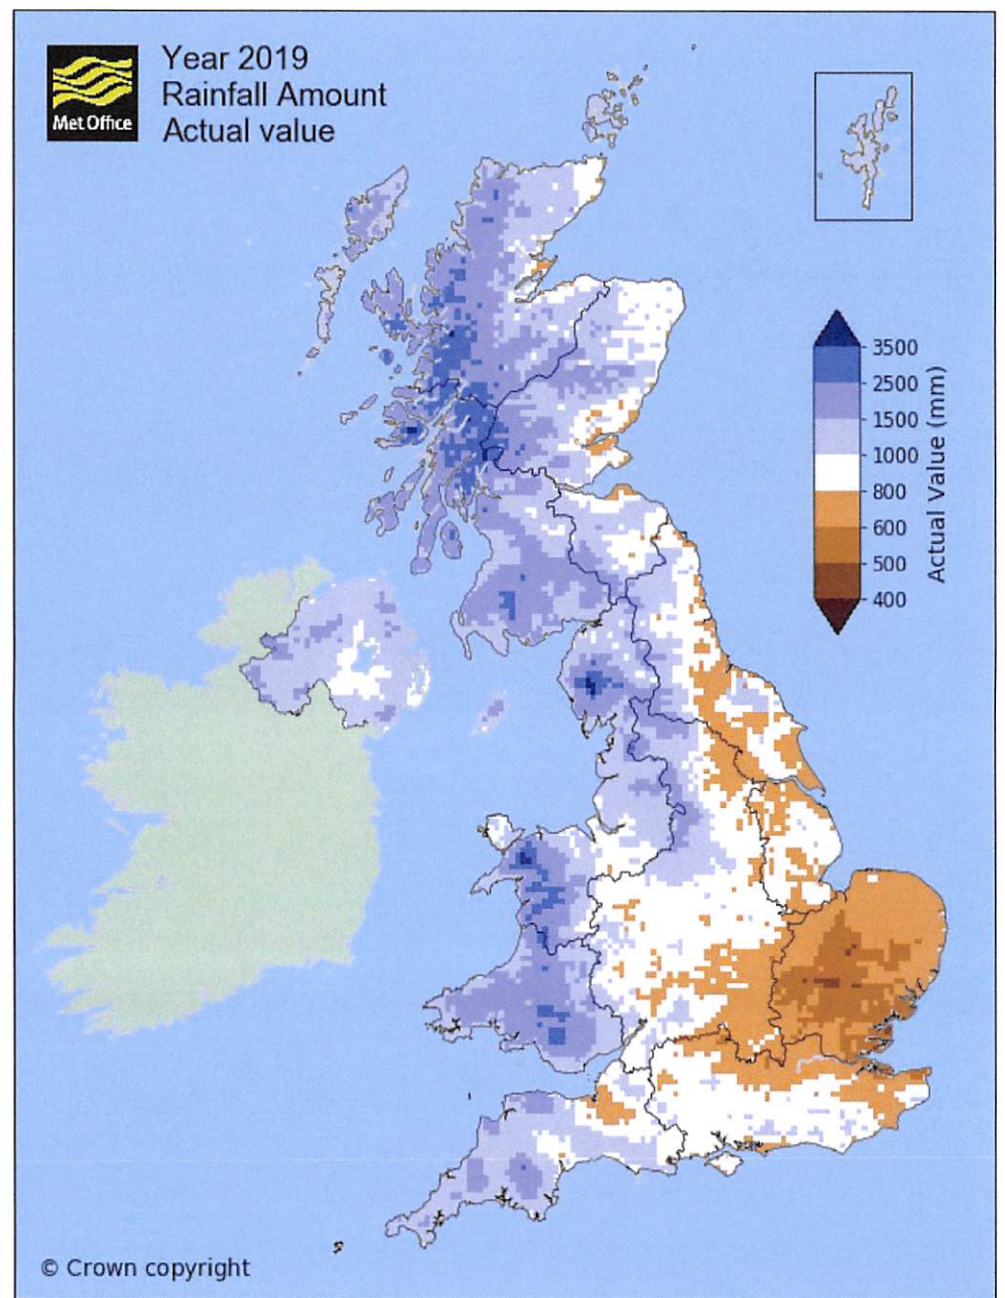 Year 2019
Rainfall Amount
Actual value
Met Office
3500
2500
1500
1000
800
600
500
400
Actual Value (mm)
© Crown copyright